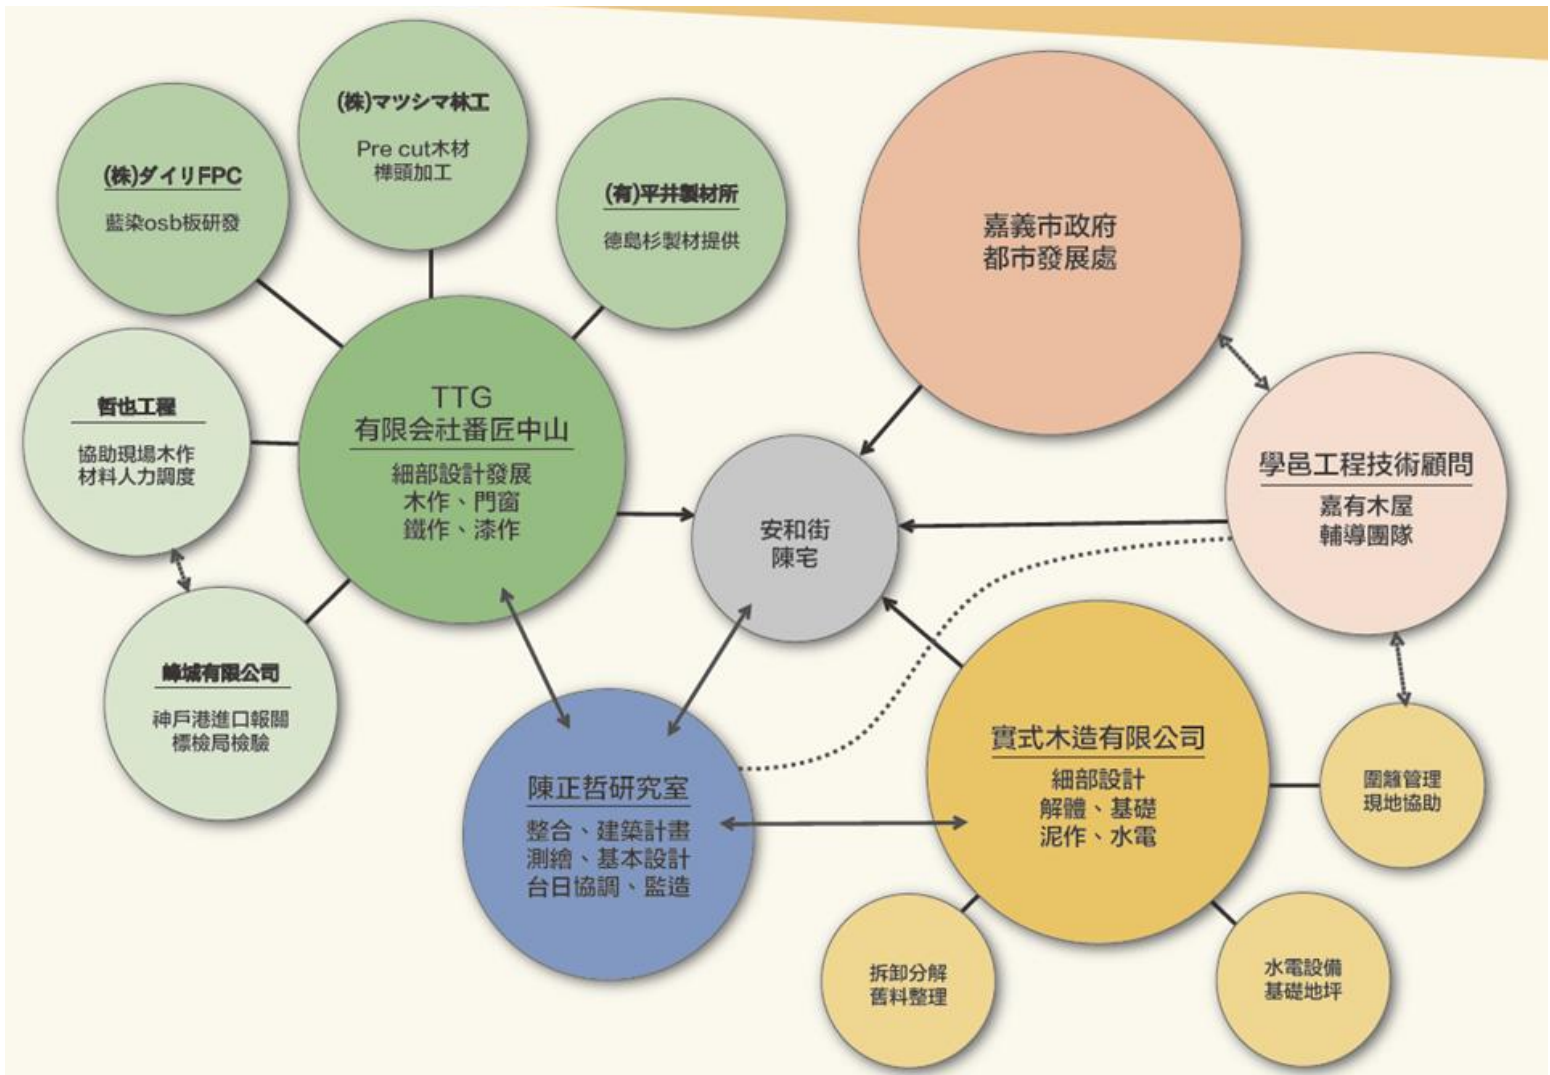 (株)マツシマ林工
Pre cut木材
榫頭加工
(株)ダイリFPC
藍染osb板研發
(有)平井製材所
德島杉製材提供
嘉義市政府
都市發展處
TTG
有限会社番匠中山
細部設計發展
木作、門窗
鐵作、漆作
哲也工程
協助現場木作
材料人力調度
峰城有限公司
神戶港進口報關
標檢局檢驗
安和街
陳宅
學邑工程技術顧問
嘉有木屋
輔導團隊
陳正哲研究室
整合、建築計畫
測繪、基本設計
台日協調、監造
實式木造有限公司
細部設計
解體、基礎
泥作、水電
圍籬管理
現地協助
拆卸分解
舊料整理
水電設備
基礎地坪